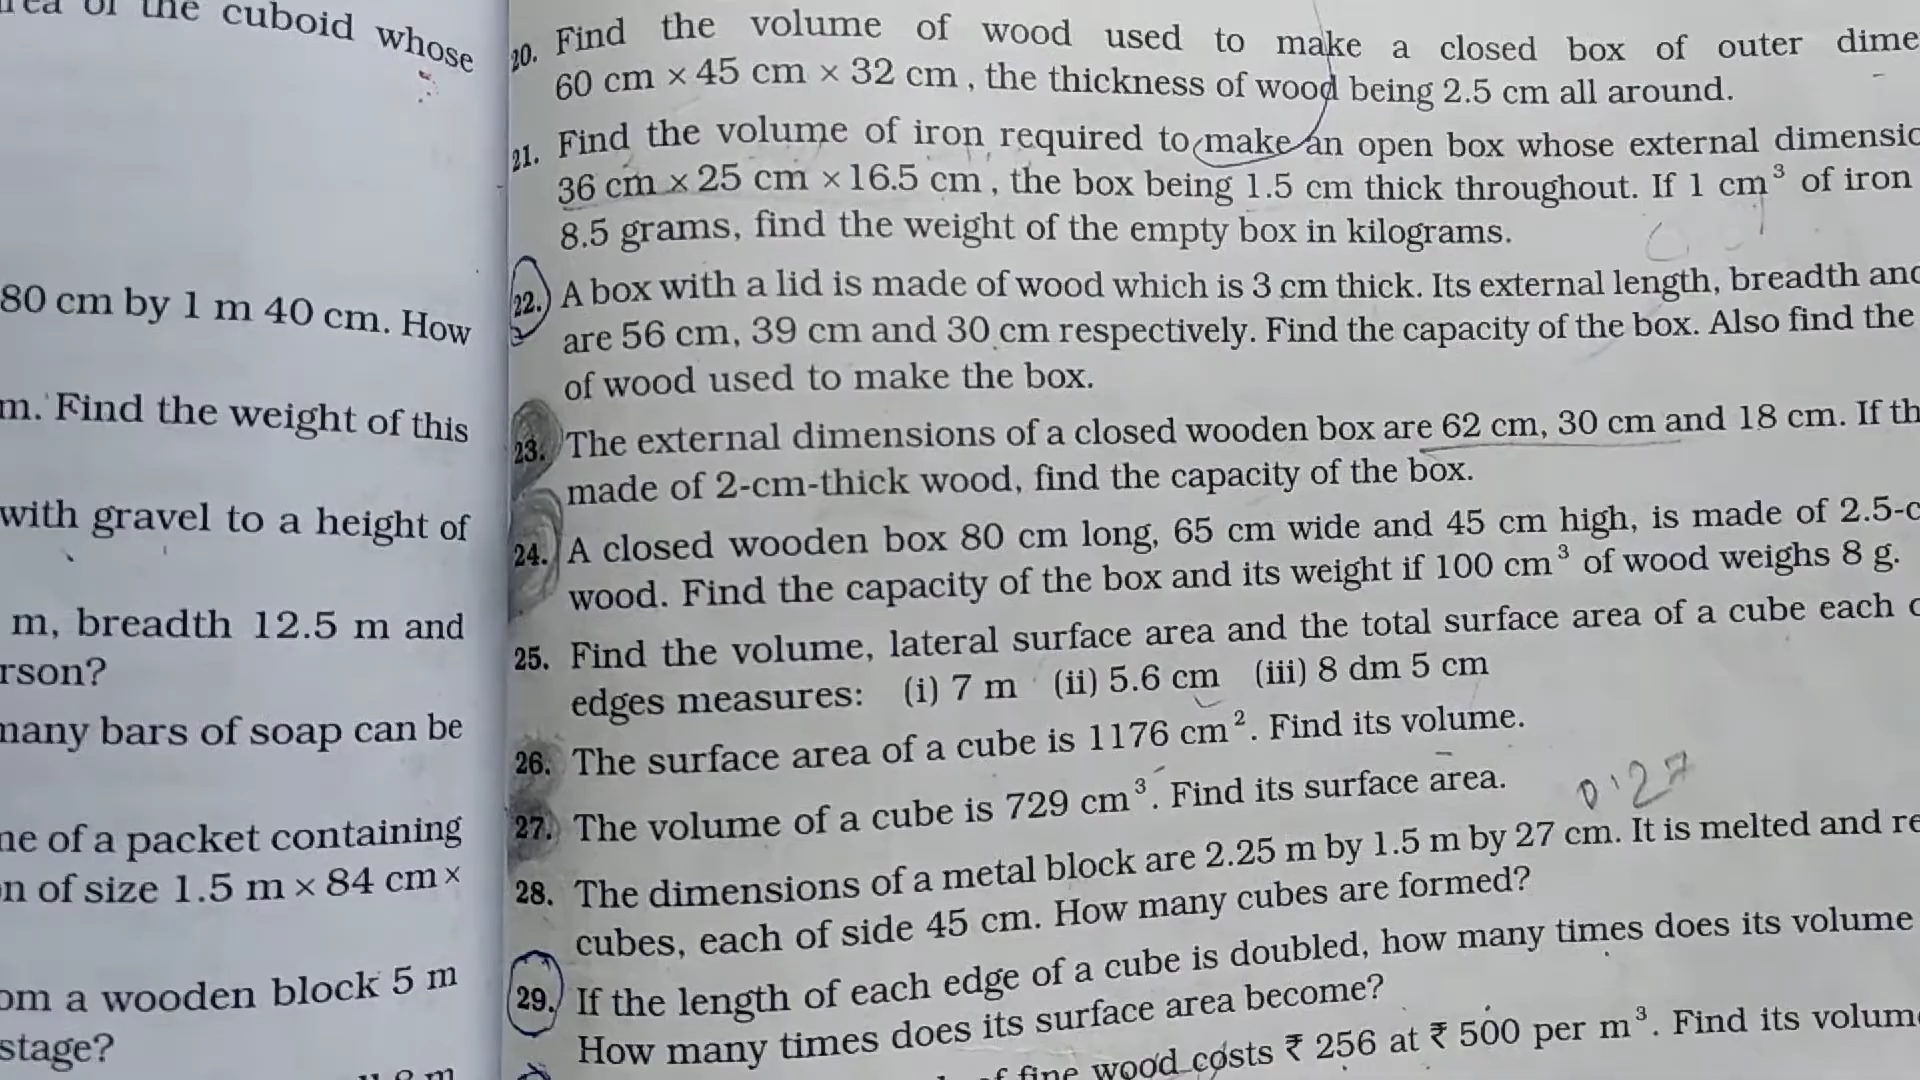 the cuboid whose
80 cm by 1 m 40 cm. How
m. Find the weight of this
with gravel to a height of
m, breadth 12.5 m and
rson?
many bars of soap can be
ne of a packet containing
on of size 1.5 m × 84 cm ×
om a wooden block 5 m
stage?
20. Find the volume of wood used to make a closed box of outer dime
60 cm × 45 cm × 32 cm, the thickness of wood being 2.5 cm all around.
21. Find the volume of iron required to make an open box whose external dimensio
36 cm × 25 cm × 16.5 cm, the box being 1.5 cm thick throughout. If 1 cm³ of iron
8.5 grams, find the weight of the empty box in kilograms.
22. A box with a lid is made of wood which is 3 cm thick. Its external length, breadth and
are 56 cm, 39 cm and 30 cm respectively. Find the capacity of the box. Also find the
of wood used to make the box.
23. The external dimensions of a closed wooden box are 62 cm, 30 cm and 18 cm. If th
made of 2-cm-thick wood, find the capacity of the box.
24. A closed wooden box 80 cm long, 65 cm wide and 45 cm high, is made of 2.5-c
wood. Find the capacity of the box and its weight if 100 cm³ of wood weighs 8 g.
25. Find the volume, lateral surface area and the total surface area of a cube each o
edges measures: (i) 7 m (ii) 5.6 cm (iii) 8 dm 5 cm
26. The surface area of a cube is 1176 cm². Find its volume.
27. The volume of a cube is 729 cm³. Find its surface area.
0.27
28. The dimensions of a metal block are 2.25 m by 1.5 m by 27 cm. It is melted and re
cubes, each of side 45 cm. How many cubes are formed?
29. If the length of each edge of a cube is doubled, how many times does its volume
How many times does its surface area become?
fine wood costs ₹ 256 at ₹ 500 per m³. Find its volume